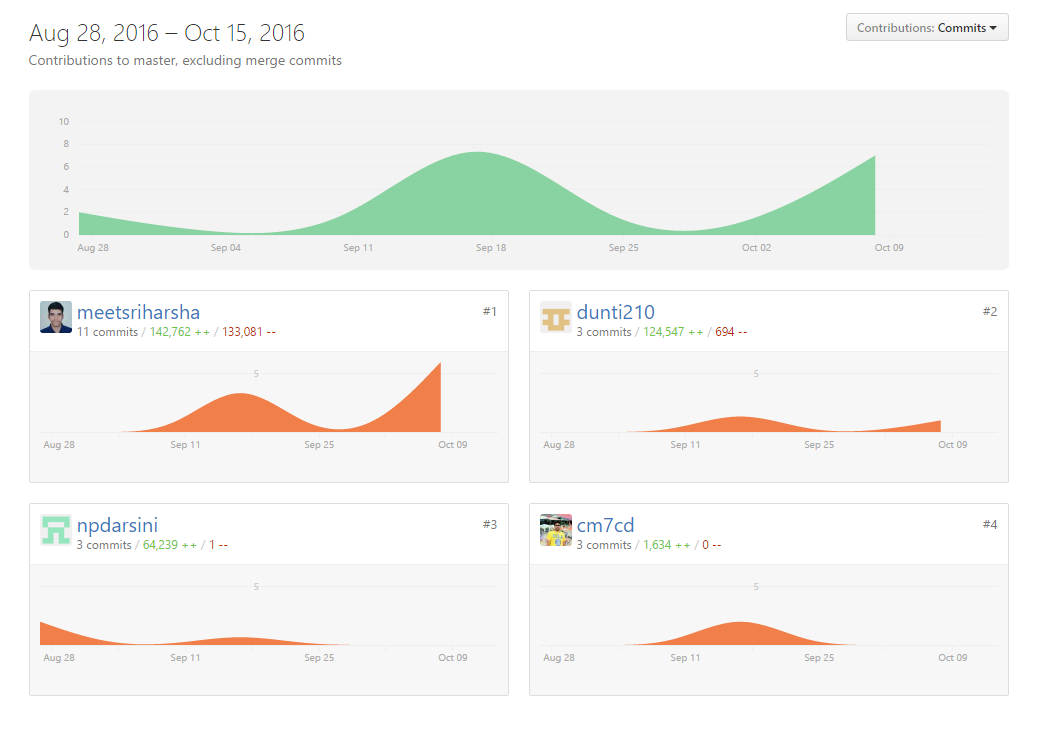 Aug 28, 2016 – Oct 15, 2016
Contributions: Commits
Contributions to master, excluding merge commits
10
8
6
4
2
0
Aug 28 Sep 04 Sep 11 Sep 18 Sep 25 Oct 02 Oct 09
meetsriharsha #1
11 commits / 142,762 ++ / 133,081 --
5
Aug 28 Sep 11 Sep 25 Oct 09
dunti210 #2
3 commits / 124,547 ++ / 694 --
5
Aug 28 Sep 11 Sep 25 Oct 09
npdarsini #3
3 commits / 64,239 ++ / 1 --
5
Aug 28 Sep 11 Sep 25 Oct 09
cm7cd #4
3 commits / 1,634 ++ / 0 --
5
Aug 28 Sep 11 Sep 25 Oct 09